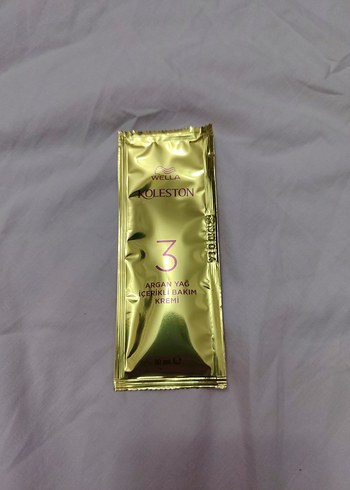 WELLA
KOLESTON
3
ARGAN YAĞ
İÇERİKLİ BAKIM
KREMİ